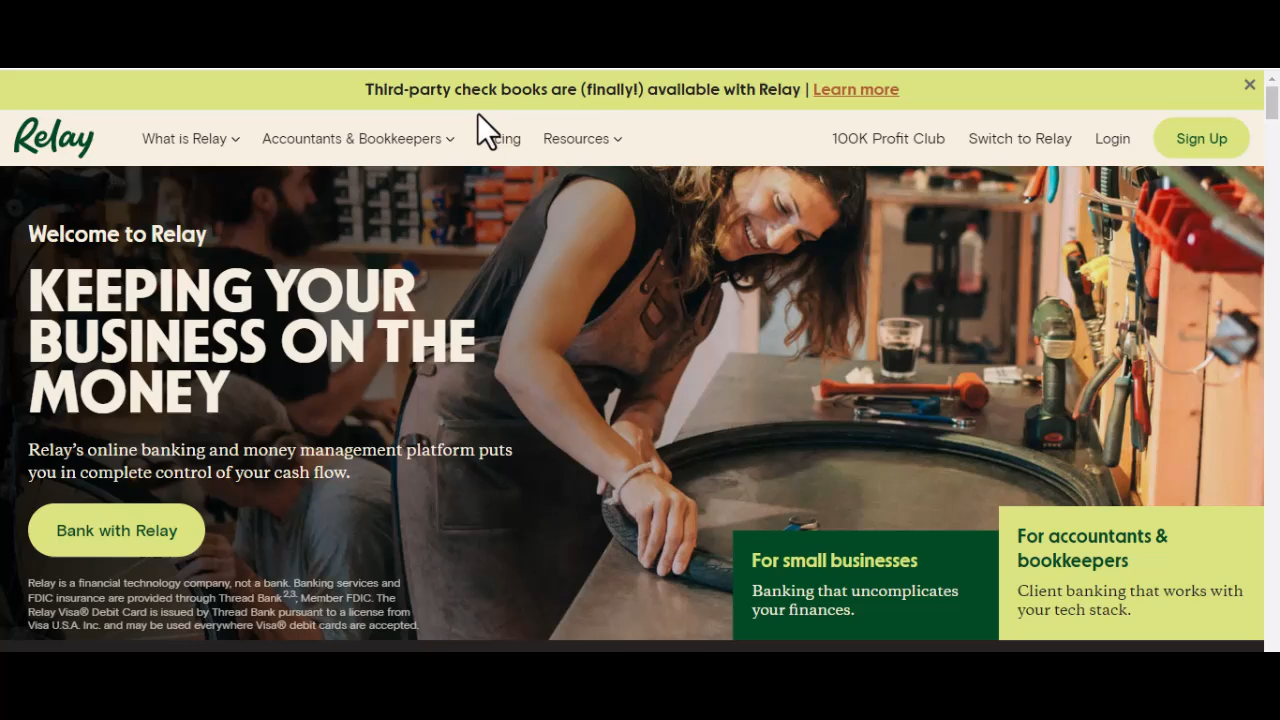 Third-party check books are (finally!) available with Relay | Learn more
Relay
What is Relay
Accountants & Bookkeepers
Resources
100K Profit Club
Switch to Relay
Login
Sign Up
Welcome to Relay
KEEPING YOUR
BUSINESS ON THE
MONEY
Relay's online banking and money management platform puts
you in complete control of your cash flow.
Bank with Relay
Relay is a financial technology company, not a bank. Banking services and
FDIC insurance are provided through Thread Bank2,3; Member FDIC. The
Relay Visa® Debit Card is issued by Thread Bank pursuant to a license from
Visa U.S.A. Inc. and may be used everywhere Visa® debit cards are accepted.
For small businesses
Banking that uncomplicates
your finances.
For accountants &
bookkeepers
Client banking that works with
your tech stack.